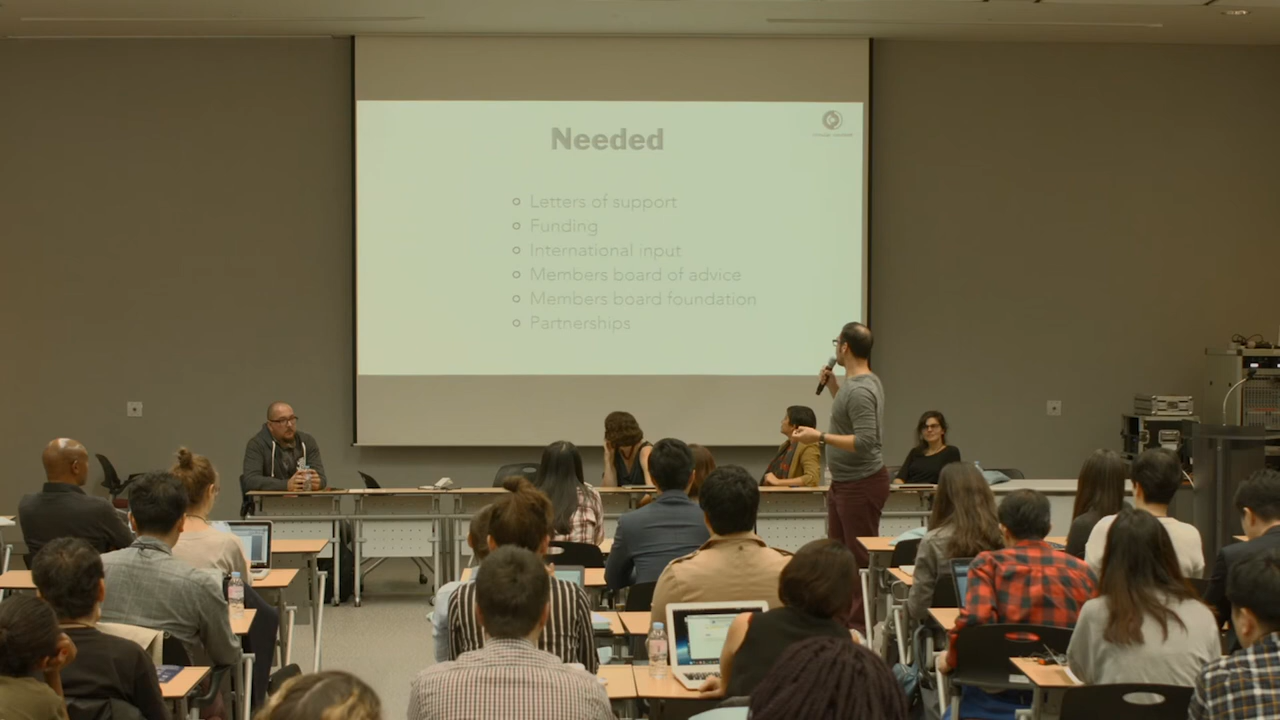 Needed
Letters of support
Funding
International input
Members board of advice
Members board foundation
Partnerships